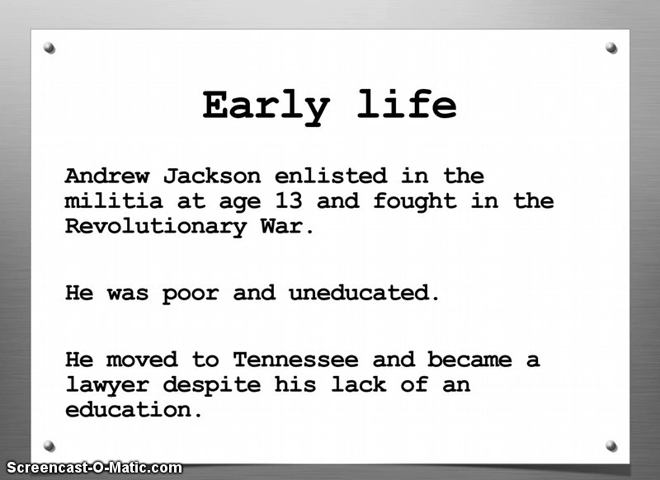 Early life
Andrew Jackson enlisted in the
militia at age 13 and fought in the
Revolutionary War.
He was poor and uneducated.
He moved to Tennessee and became a
lawyer despite his lack of an
education.
Screencast-O-Matic.com